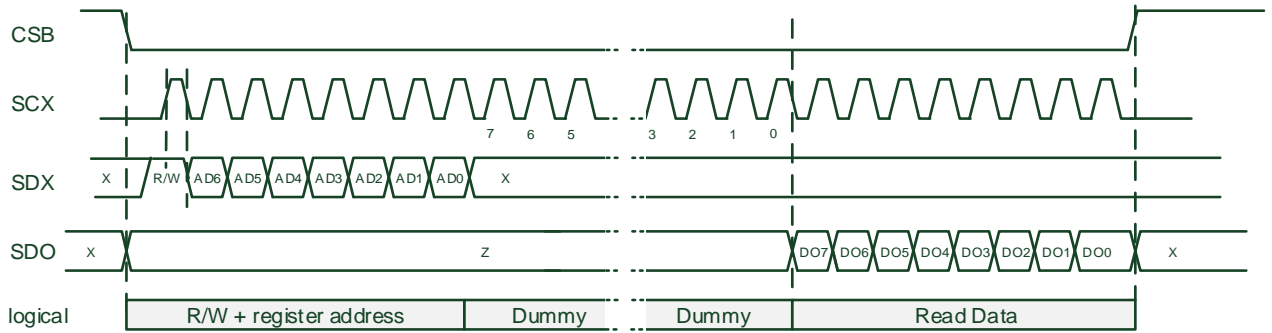 CSB
SCX
7 6 5 3 2 1 0
SDX X R/W AD6 AD5 AD4 AD3 AD2 AD1 AD0 X
SDO X Z DO7 DO6 DO5 DO4 DO3 DO2 DO1 DO0 X
logical R/W + register address Dummy Dummy Read Data